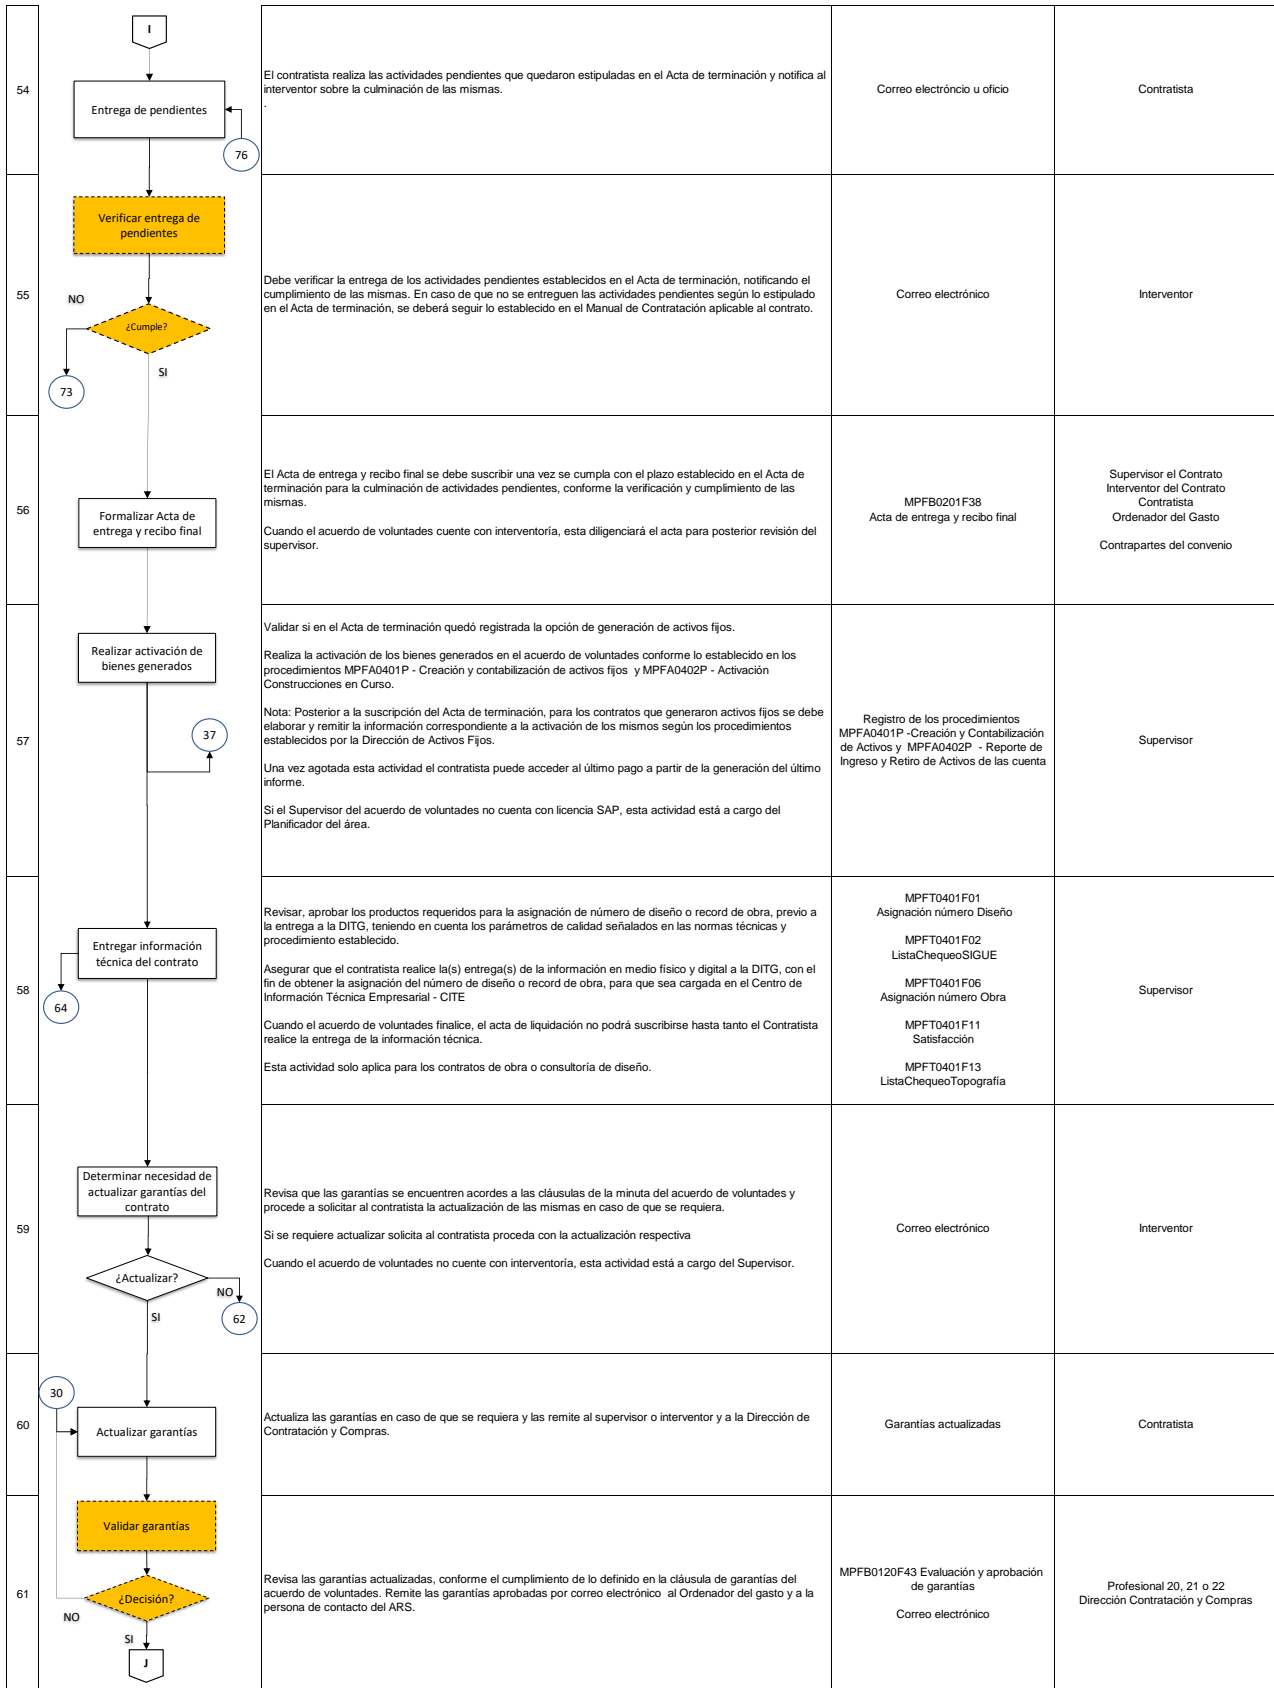 I
54
Entrega de pendientes
76
El contratista realiza las actividades pendientes que quedaron estipuladas en el Acta de terminación y notifica al
interventor sobre la culminación de las mismas.
.
Correo electróncio u oficio
Contratista
55
Verificar entrega de
pendientes
NO
¿Cumple?
SI
73
Debe verificar la entrega de los actividades pendientes establecidos en el Acta de terminación, notificando el
cumplimiento de las mismas. En caso de que no se entreguen las actividades pendientes según lo estipulado
en el Acta de terminación, se deberá seguir lo establecido en el Manual de Contratación aplicable al contrato.
Correo electrónico
Interventor
56
Formalizar Acta de
entrega y recibo final
El Acta de entrega y recibo final se debe suscribir una vez se cumpla con el plazo establecido en el Acta de
terminación para la culminación de actividades pendientes, conforme la verificación y cumplimiento de las
mismas.
Cuando el acuerdo de voluntades cuente con interventoría, esta diligenciará el acta para posterior revisión del
supervisor.
MPFB0201F38
Acta de entrega y recibo final
Supervisor el Contrato
Interventor del Contrato
Contratista
Ordenador del Gasto
Contrapartes del convenio
57
Realizar activación de
bienes generados
37
Validar si en el Acta de terminación quedó registrada la opción de generación de activos fijos.
Realiza la activación de los bienes generados en el acuerdo de voluntades conforme lo establecido en los
procedimientos MPFA0401P - Creación y contabilización de activos fijos  y MPFA0402P - Activación
Construcciones en Curso.
Nota: Posterior a la suscripción del Acta de terminación, para los contratos que generaron activos fijos se debe
elaborar y remitir la información correspondiente a la activación de los mismos según los procedimientos
establecidos por la Dirección de Activos Fijos.
Una vez agotada esta actividad el contratista puede acceder al último pago a partir de la generación del último
informe.
Si el Supervisor del acuerdo de voluntades no cuenta con licencia SAP, esta actividad está a cargo del
Planificador del área.
Registro de los procedimientos
MPFA0401P -Creación y Contabilización
de Activos y  MPFA0402P  - Reporte de
Ingreso y Retiro de Activos de las cuenta
Supervisor
58
Entregar información
técnica del contrato
64
Revisar, aprobar los productos requeridos para la asignación de número de diseño o record de obra, previo a
la entrega a la DITG, teniendo en cuenta los parámetros de calidad señalados en las normas técnicas y
procedimiento establecido.
Asegurar que el contratista realice la(s) entrega(s) de la información en medio físico y digital a la DITG, con el
fin de obtener la asignación del número de diseño o record de obra, para que sea cargada en el Centro de
Información Técnica Empresarial - CITE
Cuando el acuerdo de voluntades finalice, el acta de liquidación no podrá suscribirse hasta tanto el Contratista
realice la entrega de la información técnica.
Esta actividad solo aplica para los contratos de obra o consultoría de diseño.
MPFT0401F01
Asignación número Diseño
MPFT0401F02
ListaChequeoSIGUE
MPFT0401F06
Asignación número Obra
MPFT0401F11
Satisfacción
MPFT0401F13
ListaChequeoTopografía
Supervisor
59
Determinar necesidad de
actualizar garantías del
contrato
¿Actualizar?
NO
SI
62
Revisa que las garantías se encuentren acordes a las cláusulas de la minuta del acuerdo de voluntades y
procede a solicitar al contratista la actualización de las mismas en caso de que se requiera.
Si se requiere actualizar solicita al contratista proceda con la actualización respectiva
Cuando el acuerdo de voluntades no cuente con interventoría, esta actividad está a cargo del Supervisor.
Correo electrónico
Interventor
60
30
Actualizar garantías
Actualiza las garantías en caso de que se requiera y las remite al supervisor o interventor y a la Dirección de
Contratación y Compras.
Garantías actualizadas
Contratista
61
Validar garantías
¿Decisión?
NO
SI
J
Revisa las garantías actualizadas, conforme el cumplimiento de lo definido en la cláusula de garantías del
acuerdo de voluntades. Remite las garantías aprobadas por correo electrónico  al Ordenador del gasto y a la
persona de contacto del ARS.
MPFB0120F43 Evaluación y aprobación
de garantías
Correo electrónico
Profesional 20, 21 o 22
Dirección Contratación y Compras